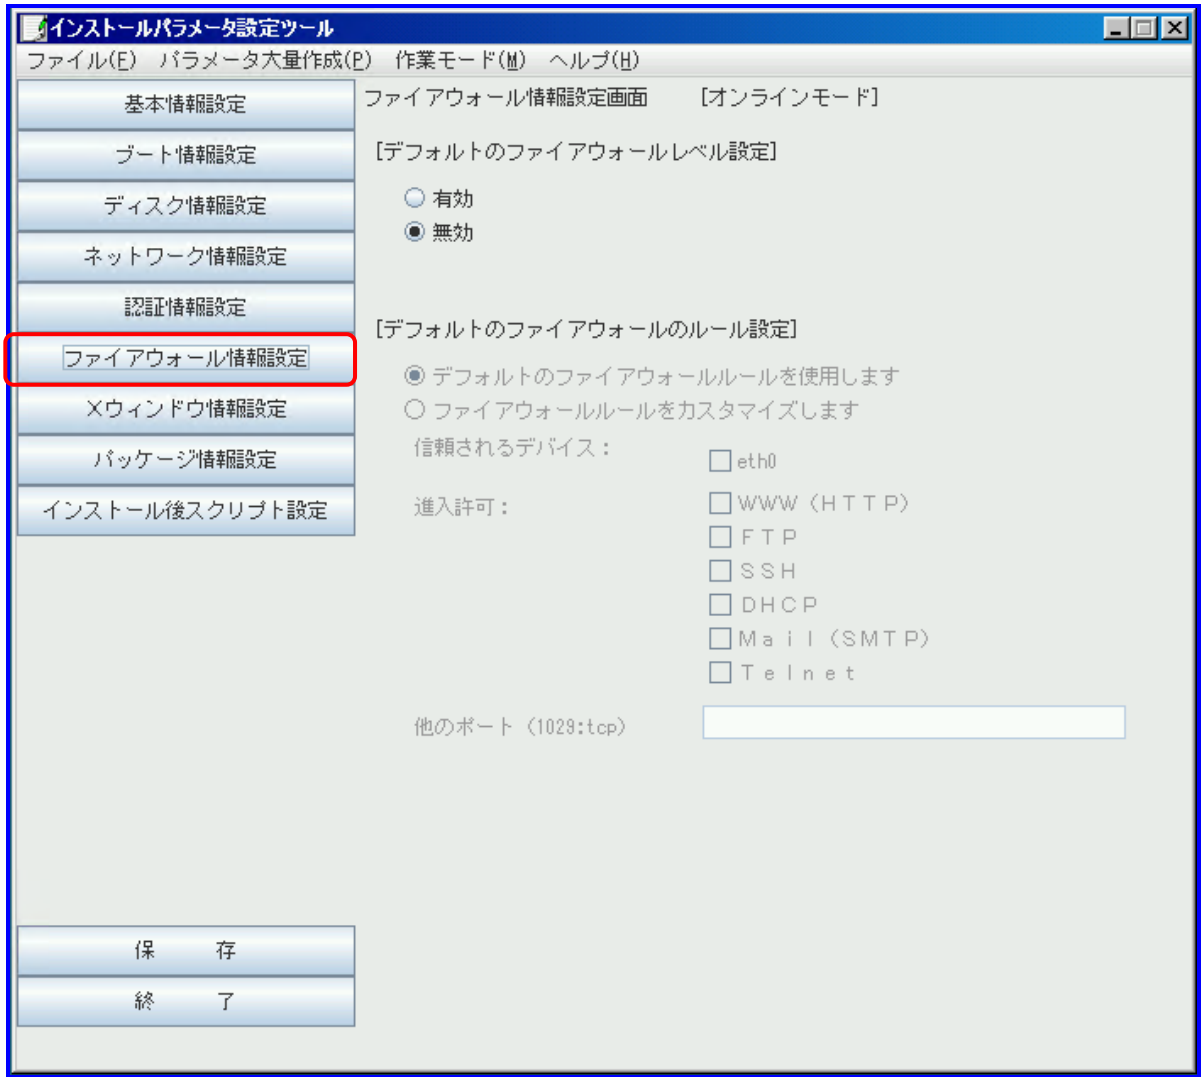 インストールパラメータ設定ツール
ファイル(F) パラメータ大量作成(P) 作業モード(M) ヘルプ(H)
基本情報設定
ブート情報設定
ディスク情報設定
ネットワーク情報設定
認証情報設定
ファイアウォール情報設定
Xウィンドウ情報設定
パッケージ情報設定
インストール後スクリプト設定
保 存
終 了
ファイアウォール情報設定画面 [オンラインモード]
[デフォルトのファイアウォールレベル設定]
有効
無効
[デフォルトのファイアウォールのルール設定]
デフォルトのファイアウォールルールを使用します
ファイアウォールルールをカスタマイズします
信頼されるデバイス： eth0
進入許可： WWW（HTTP）
FTP
SSH
DHCP
Mail（SMTP）
Telnet
他のポート（1029:tcp）